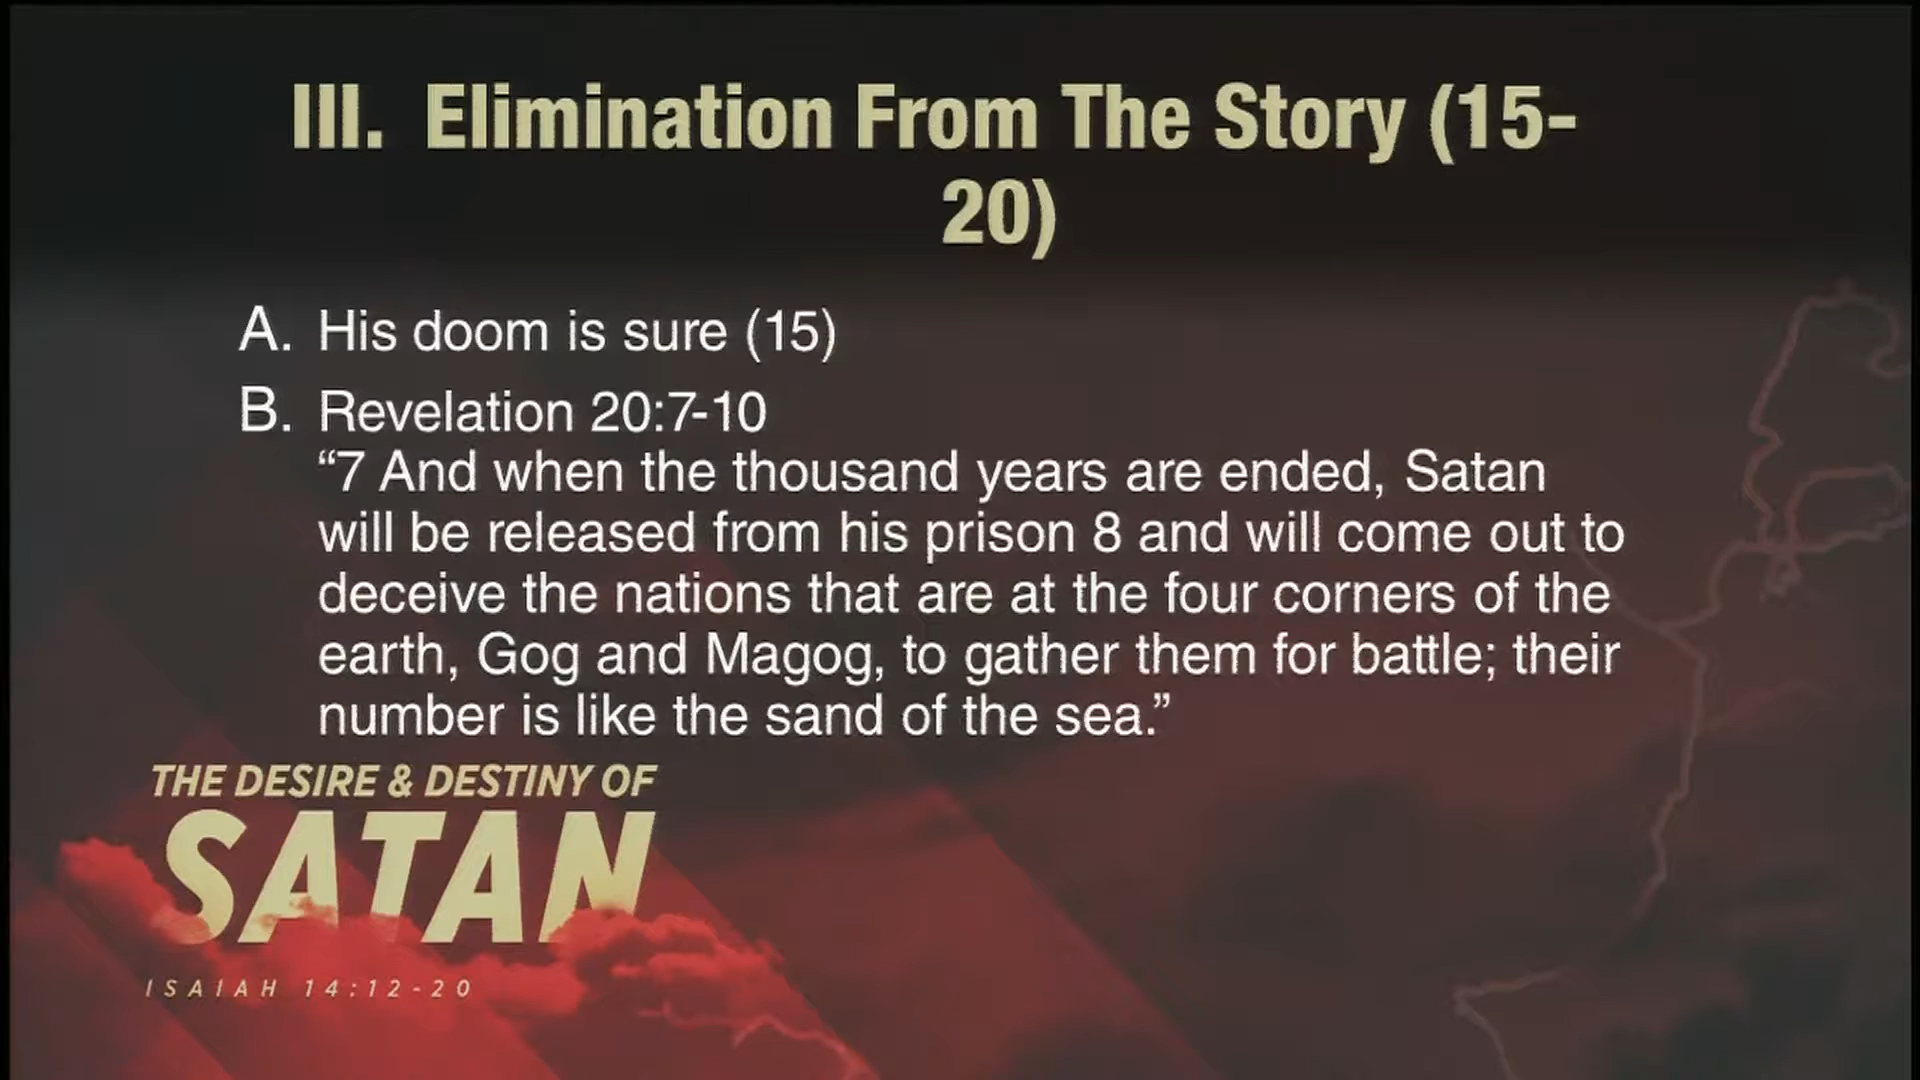 III. Elimination From The Story (15-
20)
A. His doom is sure (15)
B. Revelation 20:7-10
“7 And when the thousand years are ended, Satan
will be released from his prison 8 and will come out to
deceive the nations that are at the four corners of the
earth, Gog and Magog, to gather them for battle; their
number is like the sand of the sea.”
THE DESIRE & DESTINY OF
SATAN
ISAIAH 14:12-20